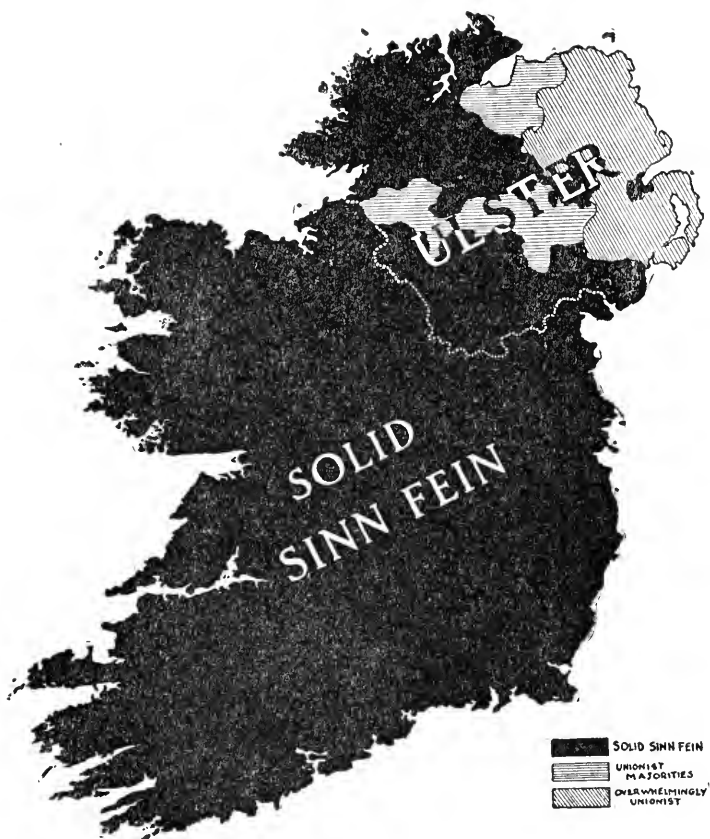 ULSTER
SOLID
SINN FEIN
SOLID SINN FEIN
UNIONIST
MAJORITIES
OVERWHELMINGLY
UNIONIST